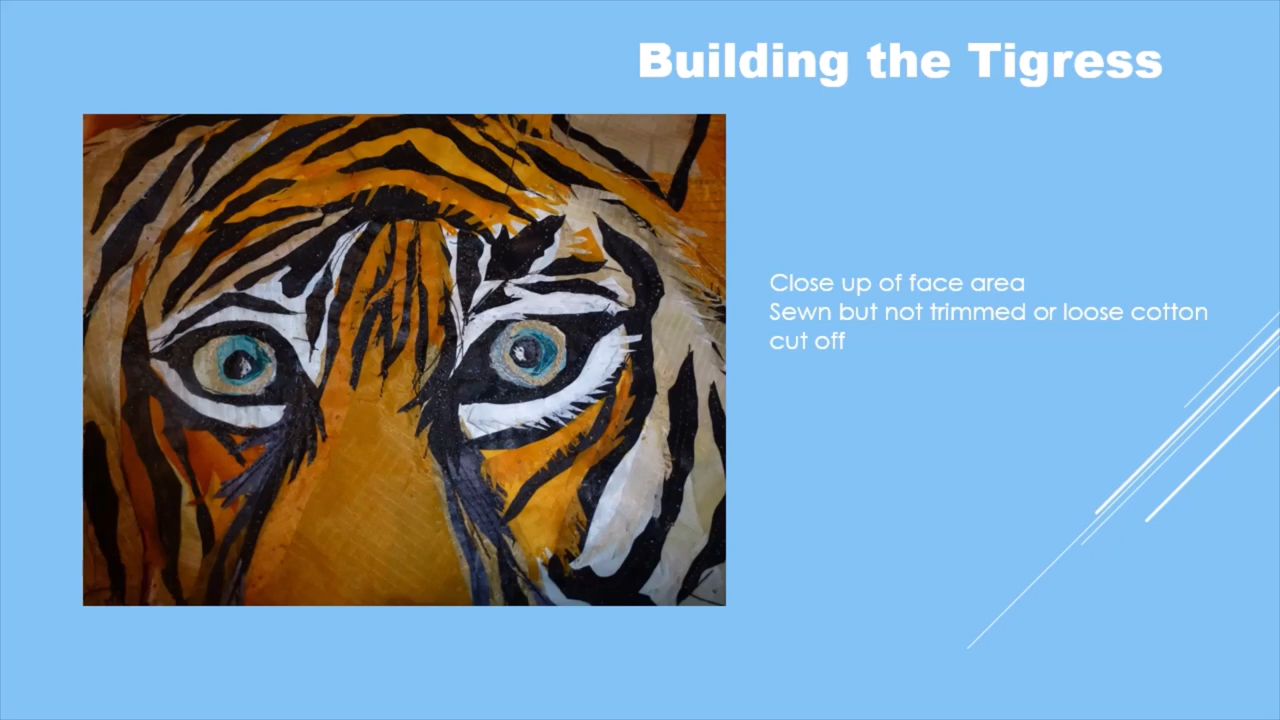 Building the Tigress
Close up of face area
Sewn but not trimmed or loose cotton
cut off